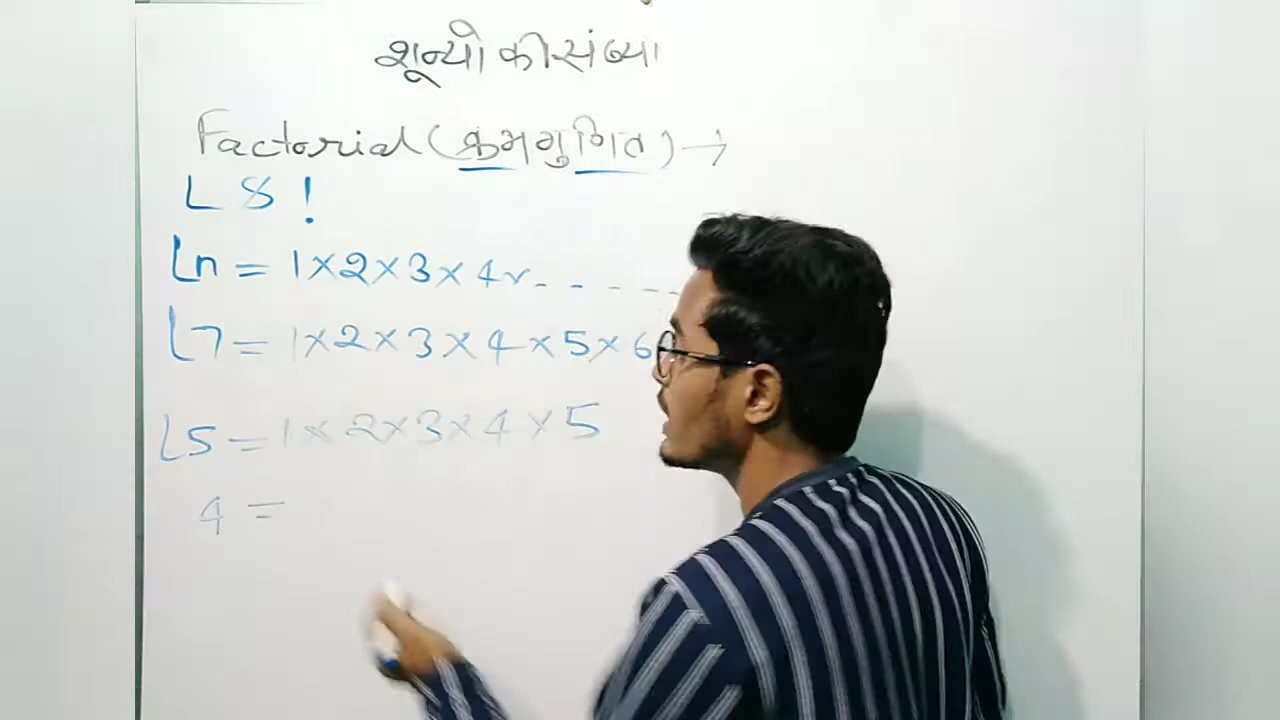 शून्यो की संख्या
Factorial (क्रमगुणित) →
L 8 !
Ln = 1×2×3×4×- - - - -
L7 = 1×2×3×4×5×6
L5 = 1×2×3×4×5
4 =